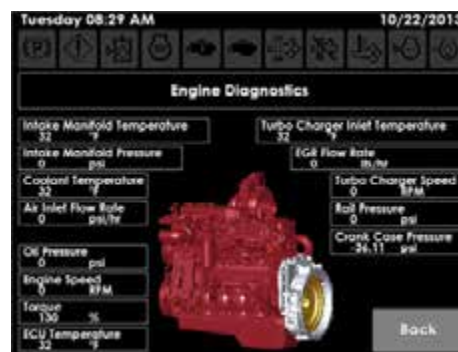 Tuesday 08:29 AM 10/22/2013
(P)
Engine Diagnostics
Intake Manifold Temperature
32 °F
Turbo Charger Inlet Temperature
32 °F
Intake Manifold Pressure
0 psi
EGR Flow Rate
0 lb/hr
Coolant Temperature
32 °F
Turbo Charger Speed
0 RPM
Air Inlet Flow Rate
0 psi/hr
Rail Pressure
0 psi
Crank Case Pressure
-36.11 psi
Oil Pressure
0 psi
Engine Speed
0 RPM
Torque
130 %
ECU Temperature
32 °F
Back